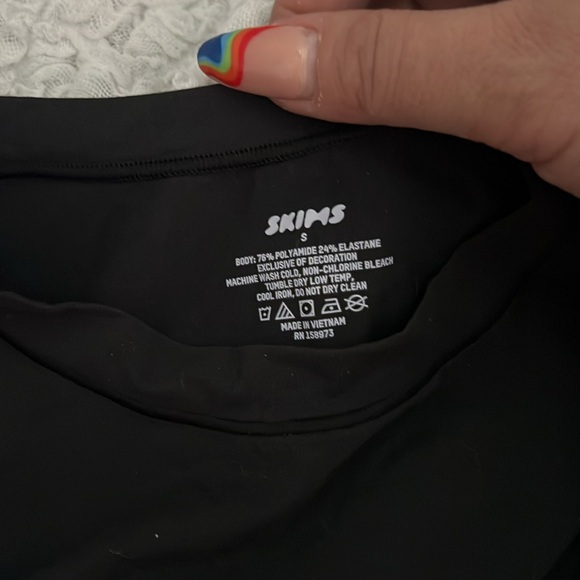 SKIMS
S
BODY: 76% POLYAMIDE 24% ELASTANE
EXCLUSIVE OF DECORATION
MACHINE WASH COLD, NON-CHLORINE BLEACH
TUMBLE DRY LOW TEMP.
COOL IRON, DO NOT DRY CLEAN
MADE IN VIETNAM
RN 158973